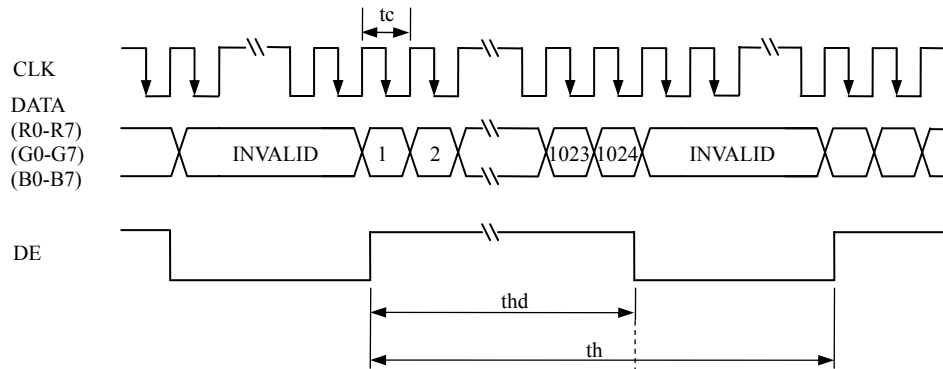 tc
CLK
DATA
(R0-R7)
(G0-G7)
(B0-B7)
INVALID 1 2 1023 1024 INVALID
DE
thd
th